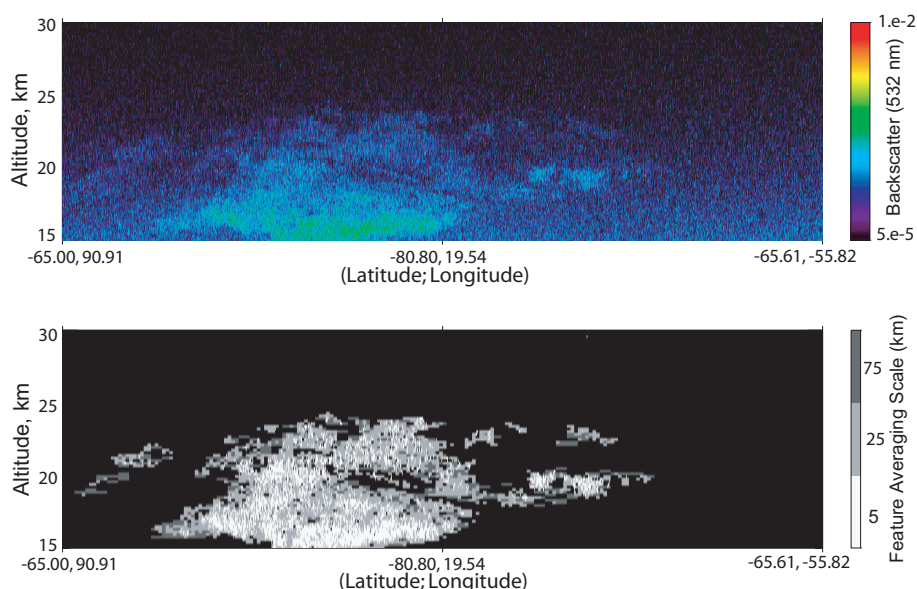 30
25
20
15
Altitude, km
-65.00, 90.91
-80.80, 19.54
-65.61, -55.82
(Latitude; Longitude)
1.e-2
5.e-5
Backscatter (532 nm)
30
25
20
15
Altitude, km
-65.00, 90.91
-80.80, 19.54
-65.61, -55.82
(Latitude; Longitude)
75
25
5
Feature Averaging Scale (km)